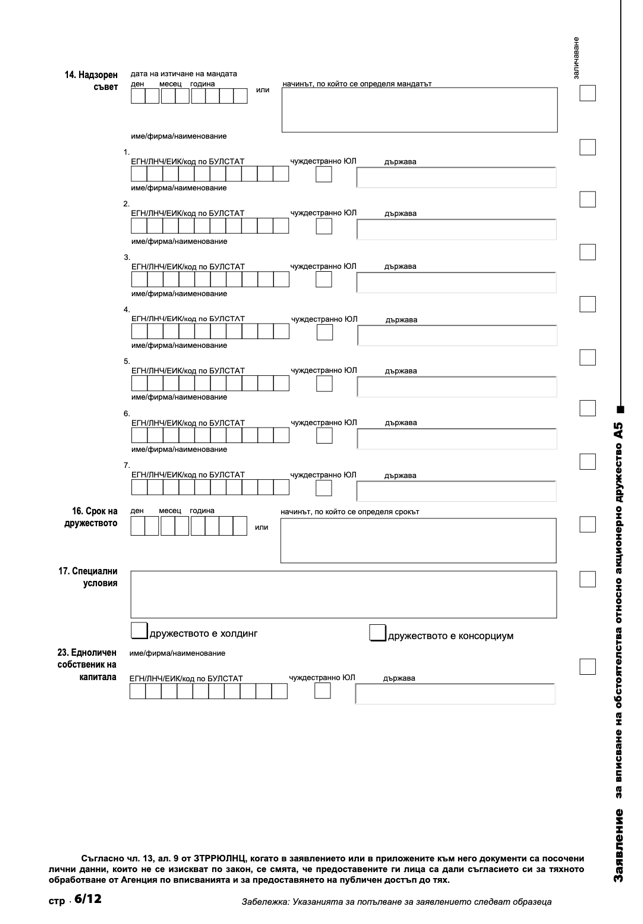 заличаване
14. Надзорен
съвет
дата на изтичане на мандата
ден месец година
или
начинът, по който се определя мандатът
име/фирма/наименование
1.
ЕГН/ЛНЧ/ЕИК/код по БУЛСТАТ чуждестранно ЮЛ държава
име/фирма/наименование
2.
ЕГН/ЛНЧ/ЕИК/код по БУЛСТАТ чуждестранно ЮЛ държава
име/фирма/наименование
3.
ЕГН/ЛНЧ/ЕИК/код по БУЛСТАТ чуждестранно ЮЛ държава
име/фирма/наименование
4.
ЕГН/ЛНЧ/ЕИК/код по БУЛСТАТ чуждестранно ЮЛ държава
име/фирма/наименование
5.
ЕГН/ЛНЧ/ЕИК/код по БУЛСТАТ чуждестранно ЮЛ държава
име/фирма/наименование
6.
ЕГН/ЛНЧ/ЕИК/код по БУЛСТАТ чуждестранно ЮЛ държава
име/фирма/наименование
7.
ЕГН/ЛНЧ/ЕИК/код по БУЛСТАТ чуждестранно ЮЛ държава
16. Срок на
дружеството
ден месец година
или
начинът, по който се определя срокът
17. Специални
условия
дружеството е холдинг
дружеството е консорциум
23. Едноличен
собственик на
капитала
име/фирма/наименование
ЕГН/ЛНЧ/ЕИК/код по БУЛСТАТ чуждестранно ЮЛ държава
Съгласно чл. 13, ал. 9 от ЗТРРЮЛНЦ, когато в заявлението или в приложените към него документи са посочени
лични данни, които не се изискват по закон, се смята, че предоставените ги лица са дали съгласието си за тяхното
обработване от Агенция по вписванията и за предоставянето на публичен достъп до тях.
стр . 6/12
Забележка: Указанията за попълване за заявлението следват образеца
Заявление за вписване на обстоятелства относно акционерно дружество А5